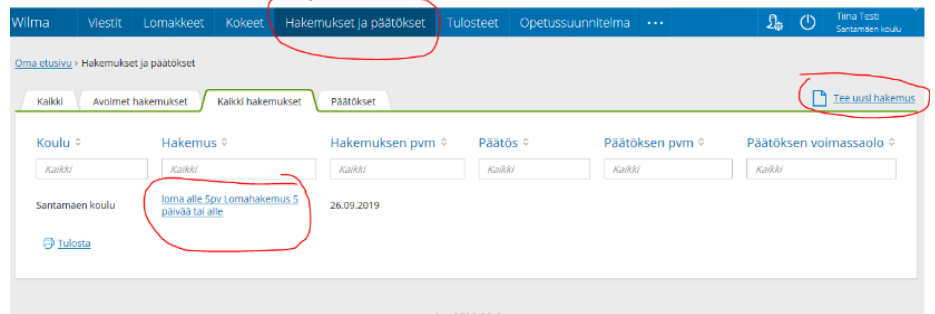 Wilma Viestit Lomakkeet Kokeet Hakemukset ja päätökset Tulosteet Opetussuunnitelma ••• Tiina Testi
Santamäen koulu
Oma etusivu › Hakemukset ja päätökset
Kaikki Avoimet hakemukset Kaikki hakemukset Päätökset Tee uusi hakemus
Koulu Hakemus Hakemuksen pvm Päätös Päätöksen pvm Päätöksen voimassaolo
Kaikki Kaikki Kaikki Kaikki Kaikki Kaikki
Santamäen koulu loma alle 5pv Lomahakemus 5 26.09.2019
päivää tai alle
Tulosta